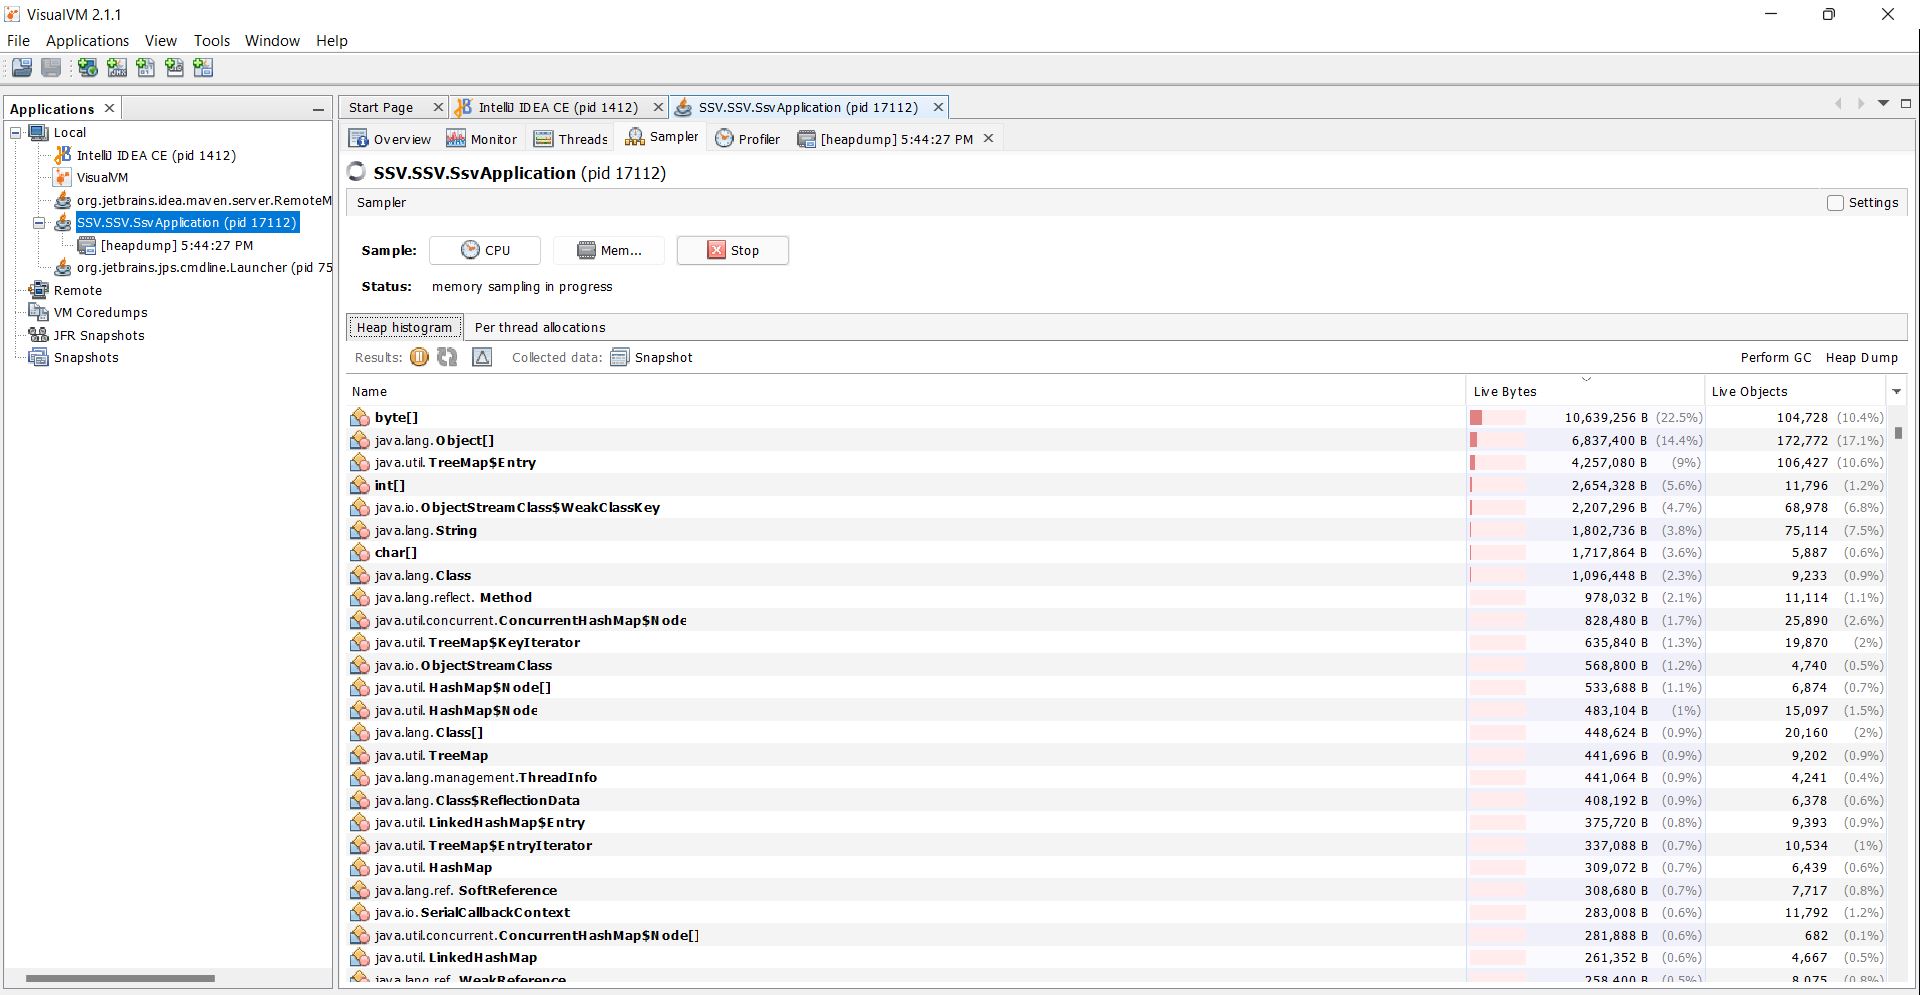 VisualVM 2.1.1
File Applications View Tools Window Help
Applications
Start Page IntelliJ IDEA CE (pid 1412) SSV.SSV.SsvApplication (pid 17112)
Local
IntelliJ IDEA CE (pid 1412)
VisualVM
org.jetbrains.idea.maven.server.RemoteM
SSV.SSV.SsvApplication (pid 17112)
[heapdump] 5:44:27 PM
org.jetbrains.jps.cmdline.Launcher (pid 75
Remote
VM Coredumps
JFR Snapshots
Snapshots
Overview Monitor Threads Sampler Profiler [heapdump] 5:44:27 PM
SSV.SSV.SsvApplication (pid 17112)
Sampler Settings
Sample: CPU Mem... Stop
Status: memory sampling in progress
Heap histogram Per thread allocations
Results: Collected data: Snapshot Perform GC Heap Dump
Name Live Bytes Live Objects
byte[] 10,639,256 B (22.5%) 104,728 (10.4%)
java.lang.Object[] 6,837,400 B (14.4%) 172,772 (17.1%)
java.util.TreeMap$Entry 4,257,080 B (9%) 106,427 (10.6%)
int[] 2,654,328 B (5.6%) 11,796 (1.2%)
java.io.ObjectStreamClass$WeakClassKey 2,207,296 B (4.7%) 68,978 (6.8%)
java.lang.String 1,802,736 B (3.8%) 75,114 (7.5%)
char[] 1,717,864 B (3.6%) 5,887 (0.6%)
java.lang.Class 1,096,448 B (2.3%) 9,233 (0.9%)
java.lang.reflect.Method 978,032 B (2.1%) 11,114 (1.1%)
java.util.concurrent.ConcurrentHashMap$Node 828,480 B (1.7%) 25,890 (2.6%)
java.util.TreeMap$KeyIterator 635,840 B (1.3%) 19,870 (2%)
java.io.ObjectStreamClass 568,800 B (1.2%) 4,740 (0.5%)
java.util.HashMap$Node[] 533,688 B (1.1%) 6,874 (0.7%)
java.util.HashMap$Node 483,104 B (1%) 15,097 (1.5%)
java.lang.Class[] 448,624 B (0.9%) 20,160 (2%)
java.util.TreeMap 441,696 B (0.9%) 9,202 (0.9%)
java.lang.management.ThreadInfo 441,064 B (0.9%) 4,241 (0.4%)
java.lang.Class$ReflectionData 408,192 B (0.9%) 6,378 (0.6%)
java.util.LinkedHashMap$Entry 375,720 B (0.8%) 9,393 (0.9%)
java.util.TreeMap$EntryIterator 337,088 B (0.7%) 10,534 (1%)
java.util.HashMap 309,072 B (0.7%) 6,439 (0.6%)
java.lang.ref.SoftReference 308,680 B (0.7%) 7,717 (0.8%)
java.io.SerialCallbackContext 283,008 B (0.6%) 11,792 (1.2%)
java.util.concurrent.ConcurrentHashMap$Node[] 281,888 B (0.6%) 682 (0.1%)
java.util.LinkedHashMap 261,352 B (0.6%) 4,667 (0.5%)
java.lang.ref.WeakReference 258,400 B (0.5%) 8,075 (0.8%)